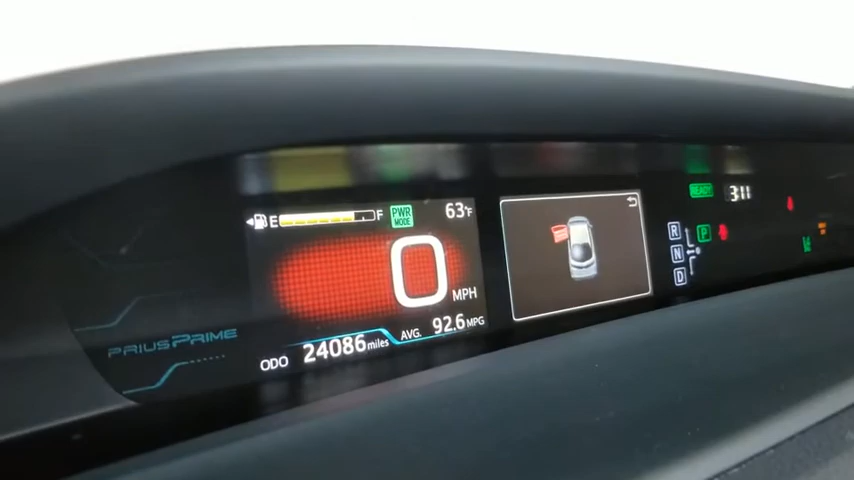 E F
PWR
MODE
63°F
0
MPH
AVG. 92.6 MPG
ODO 24086 miles
PRIUS PRIME
READY
3:11
R
N
D
P